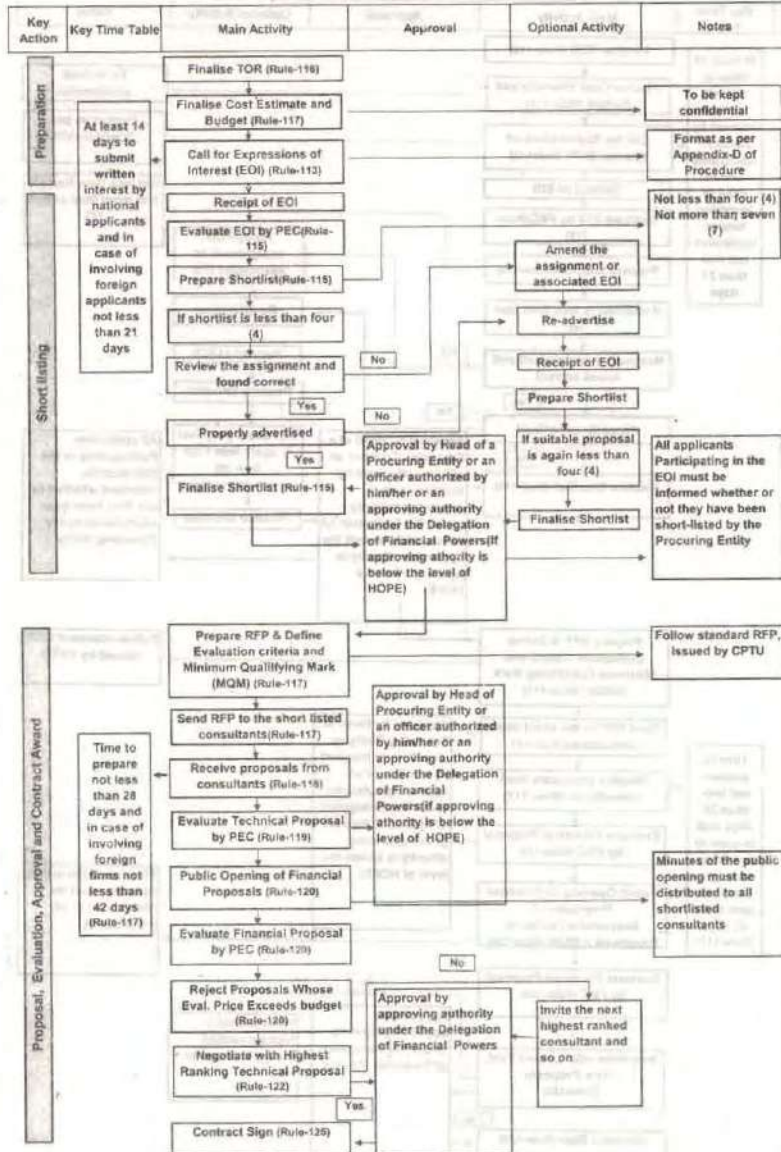 Key
Action
Key Time Table
Main Activity
Approval
Optional Activity
Notes
Preparation
At least 14
days to
submit
written
interest by
national
applicants
and in
case of
involving
foreign
applicants
not less
than 21
days
Finalise TOR (Rule-116)
Finalise Cost Estimate and
Budget (Rule-117)
To be kept
confidential
Call for Expressions of
Interest (EOI) (Rule-113)
Format as per
Appendix-D of
Procedure
Short listing
Receipt of EOI
Evaluate EOI by PEC(Rule-
115)
Prepare Shortlist(Rule-115)
Not less than four (4)
Not more than seven
(7)
If shortlist is less than four
(4)
Review the assignment and
found correct
No
Yes
Amend the
assignment or
associated EOI
Re-advertise
Receipt of EOI
Prepare Shortlist
If suitable proposal
is again less than
four (4)
Finalise Shortlist
Properly advertised
No
Yes
Finalise Shortlist (Rule-115)
Approval by Head of a
Procuring Entity or an
officer authorized by
him/her or an
approving authority
under the Delegation
of Financial Powers(if
approving athority is
below the level of
HOPE)
All applicants
Participating in the
EOI must be
informed whether or
not they have been
short-listed by the
Procuring Entity
Proposal, Evaluation, Approval and Contract Award
Time to
prepare
not less
than 28
days and
in case of
involving
foreign
firms not
less than
42 days
(Rule-117)
Prepare RFP & Define
Evaluation criteria and
Minimum Qualifying Mark
(MQM) (Rule-117)
Follow standard RFP,
issued by CPTU
Send RFP to the short listed
consultants(Rule-117)
Receive proposals from
consultants (Rule-118)
Evaluate Technical Proposal
by PEC (Rule-119)
Approval by Head of
Procuring Entity or
an officer authorized
by him/her or an
approving authority
under the Delegation
of Financial
Powers(if approving
athority is below the
level of HOPE)
Public Opening of Financial
Proposals (Rule-120)
Minutes of the public
opening must be
distributed to all
shortlisted
consultants
Evaluate Financial Proposal
by PEC (Rule-120)
Reject Proposals Whose
Eval. Price Exceeds budget
(Rule-120)
Negotiate with Highest
Ranking Technical Proposal
(Rule-122)
No
Yes
Approval by
approving authority
under the Delegation
of Financial Powers
Invite the next
highest ranked
consultant and
so on
Contract Sign (Rule-125)